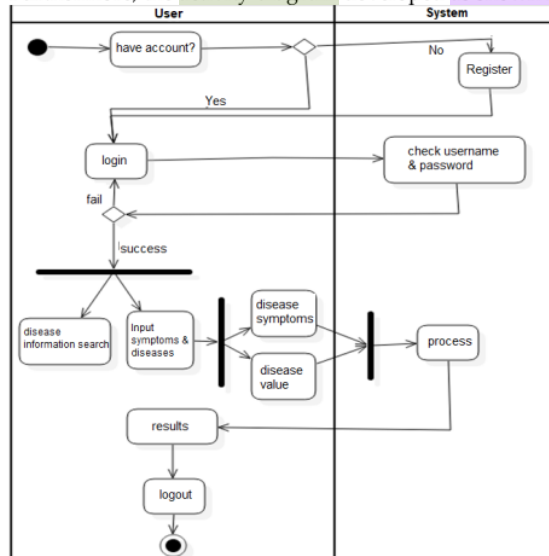 User
System
have account?
No
Register
Yes
login
check username
& password
fail
success
disease
information search
Input
symptoms &
diseases
disease
symptoms
disease
value
process
results
logout